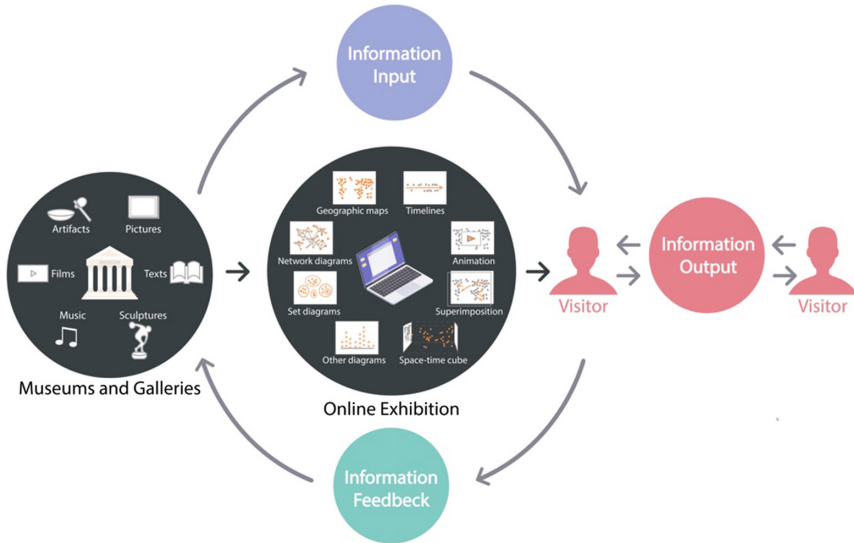 Information
Input
Artifacts
Pictures
Films
Texts
Music
Sculptures
Museums and Galleries
Geographic maps
Timelines
Network diagrams
Animation
Set diagrams
Superimposition
Other diagrams
Space-time cube
Online Exhibition
Visitor
Information
Output
Visitor
Information
Feedbeck